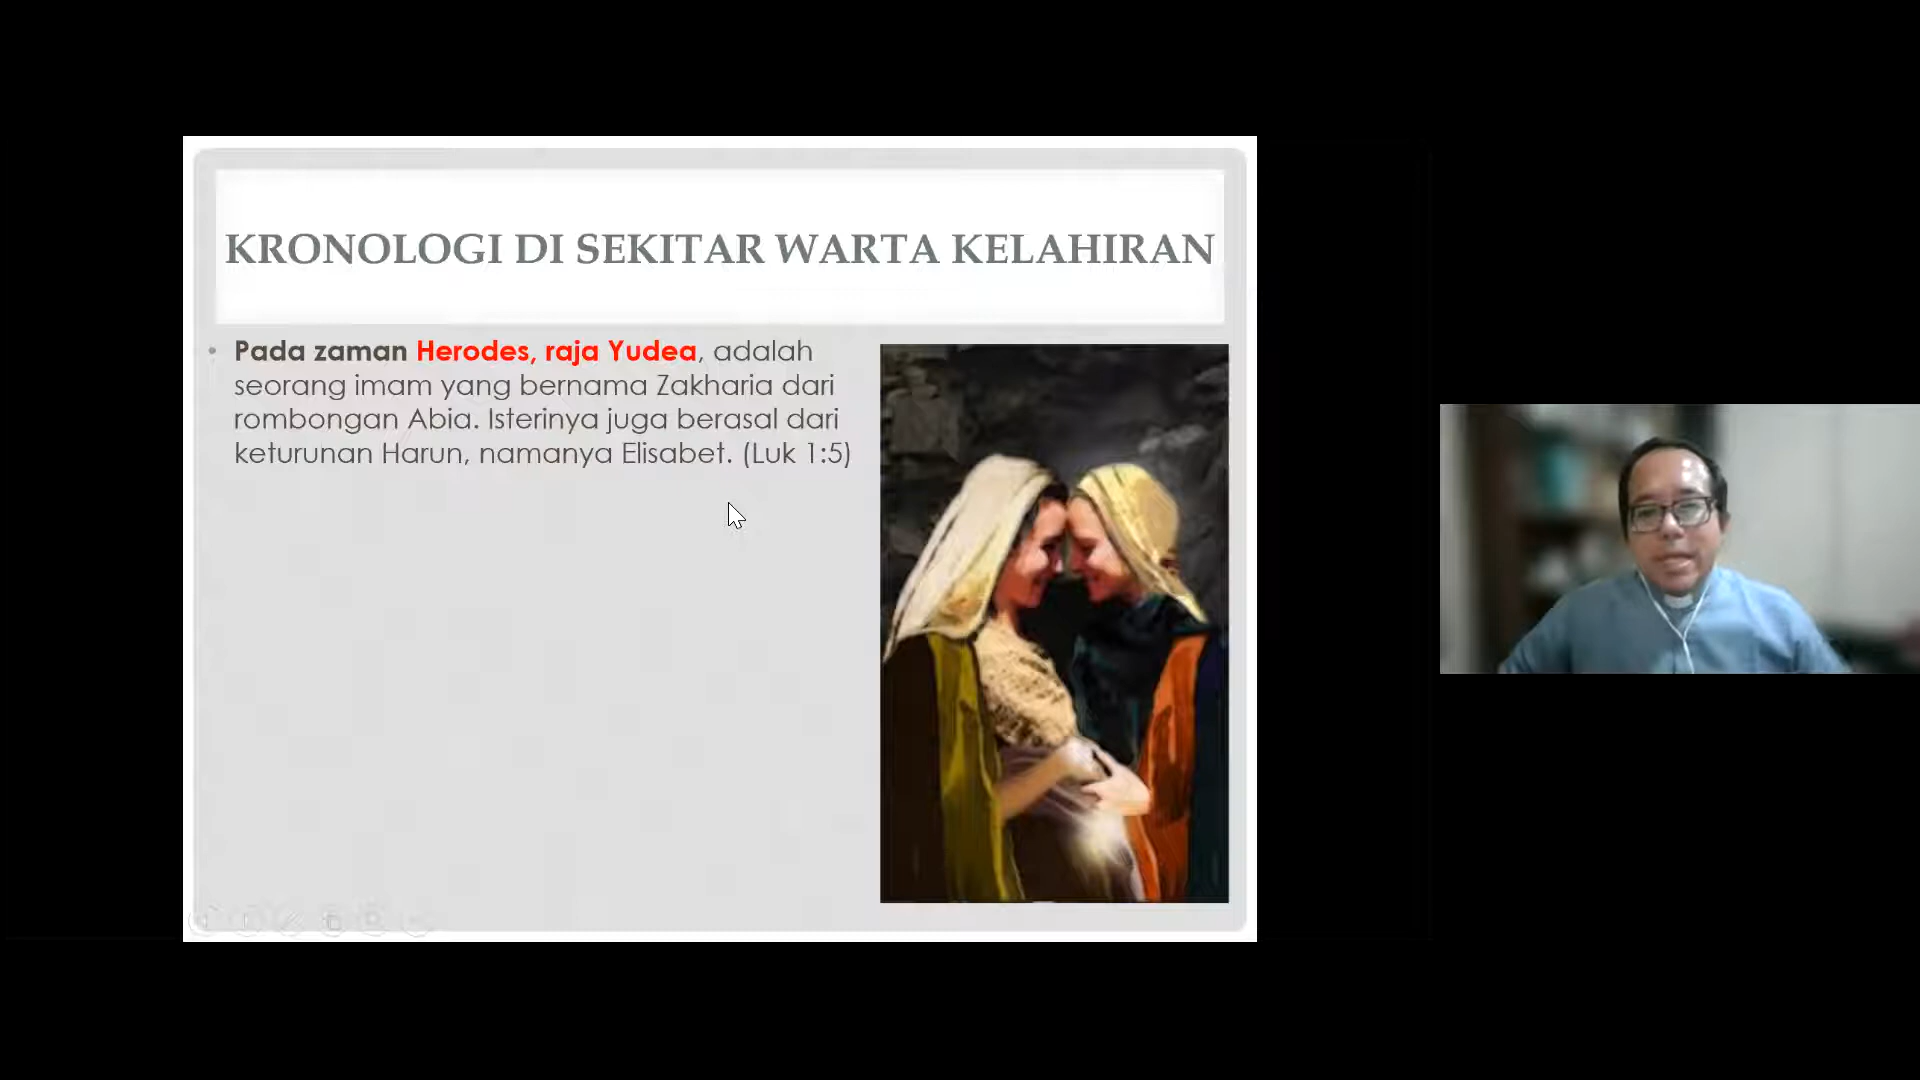 KRONOLOGI DI SEKITAR WARTA KELAHIRAN
• Pada zaman Herodes, raja Yudea, adalah
seorang imam yang bernama Zakharia dari
rombongan Abia. Isterinya juga berasal dari
keturunan Harun, namanya Elisabet. (Luk 1:5)